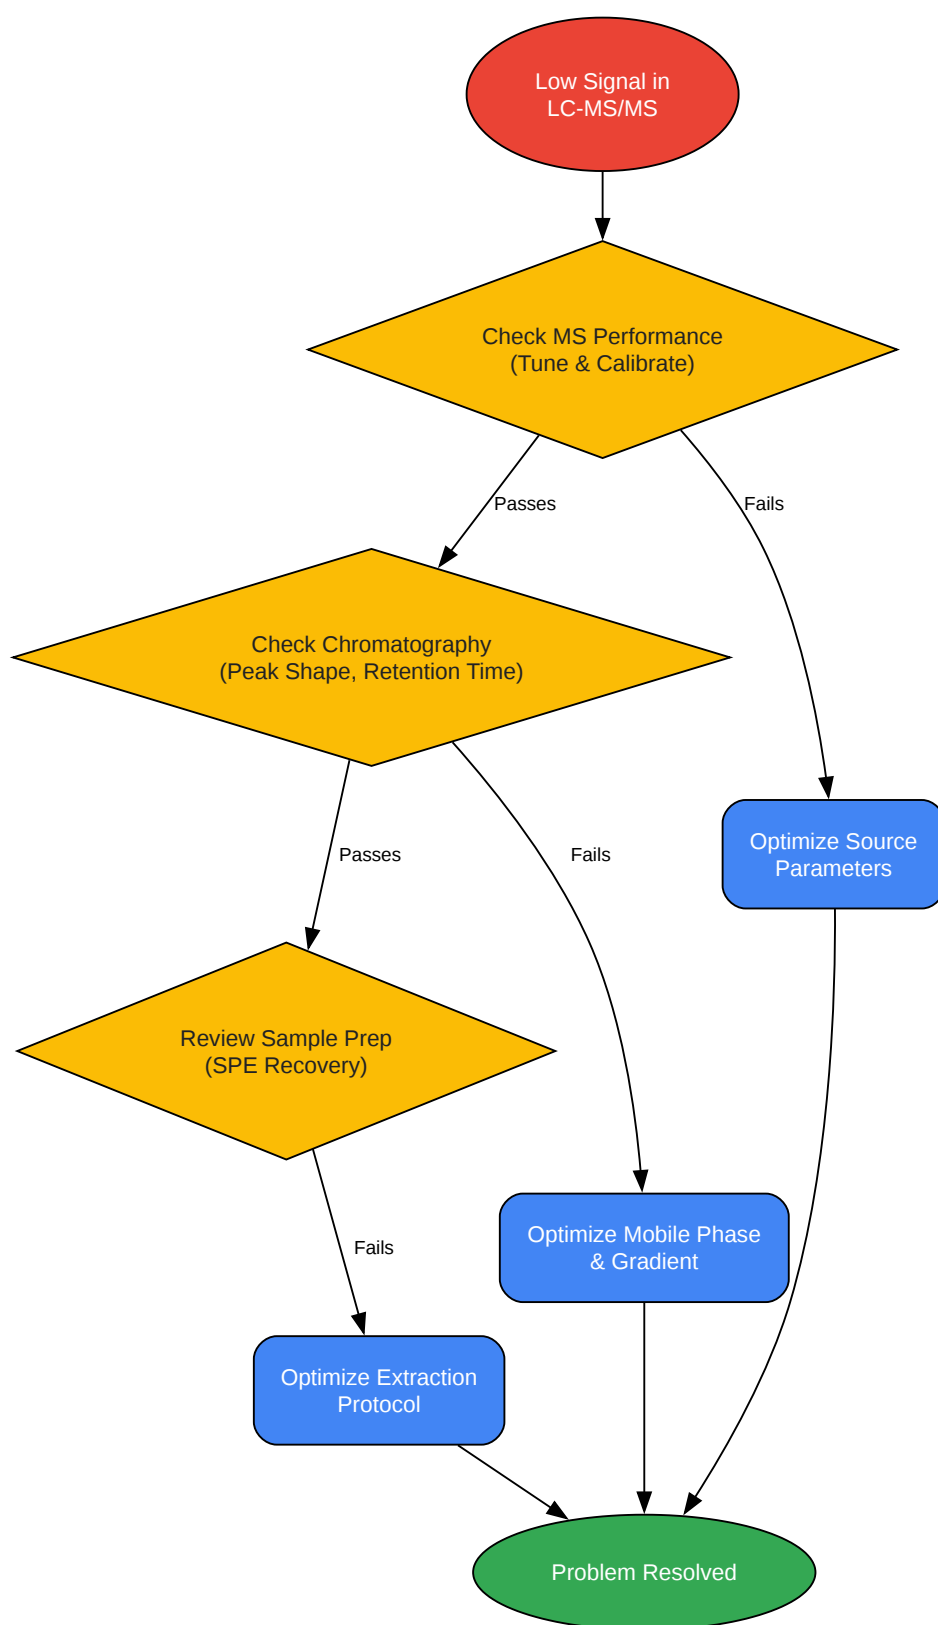 Low Signal in
LC-MS/MS
Check MS Performance
(Tune & Calibrate)
Passes
Fails
Check Chromatography
(Peak Shape, Retention Time)
Optimize Source
Parameters
Passes
Fails
Review Sample Prep
(SPE Recovery)
Optimize Mobile Phase
& Gradient
Fails
Optimize Extraction
Protocol
Problem Resolved